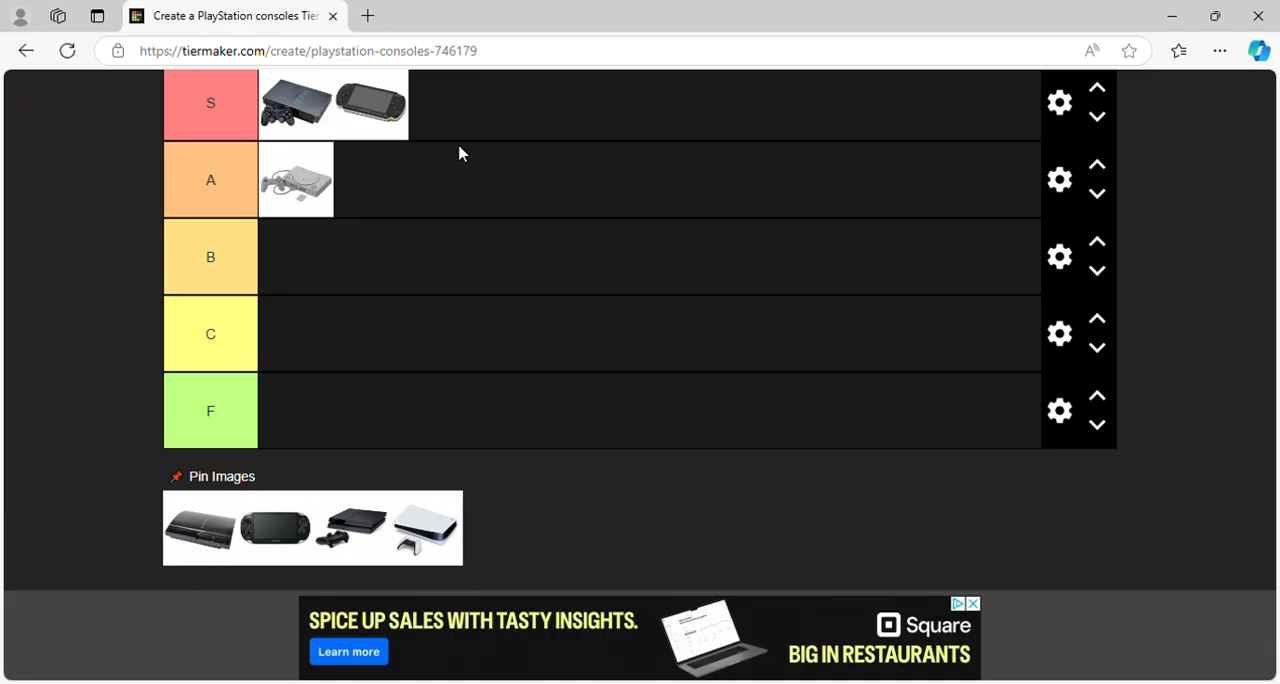 Create a PlayStation consoles Tier
https://tiermaker.com/create/playstation-consoles-746179
S
A
B
C
F
Pin Images
SPICE UP SALES WITH TASTY INSIGHTS.
Learn more
Square
BIG IN RESTAURANTS